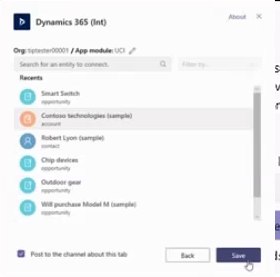 Dynamics 365 (Int)
About
Org: tiptester00001 / App module: UCI
Search for an entity to connect.
Filter by...
Recents
Smart Switch
opportunity
Contoso technologies (sample)
account
Robert Lyon (sample)
contact
Chip devices
opportunity
Outdoor gear
opportunity
Will purchase Model M (sample)
opportunity
Post to the channel about this tab
Back
Save